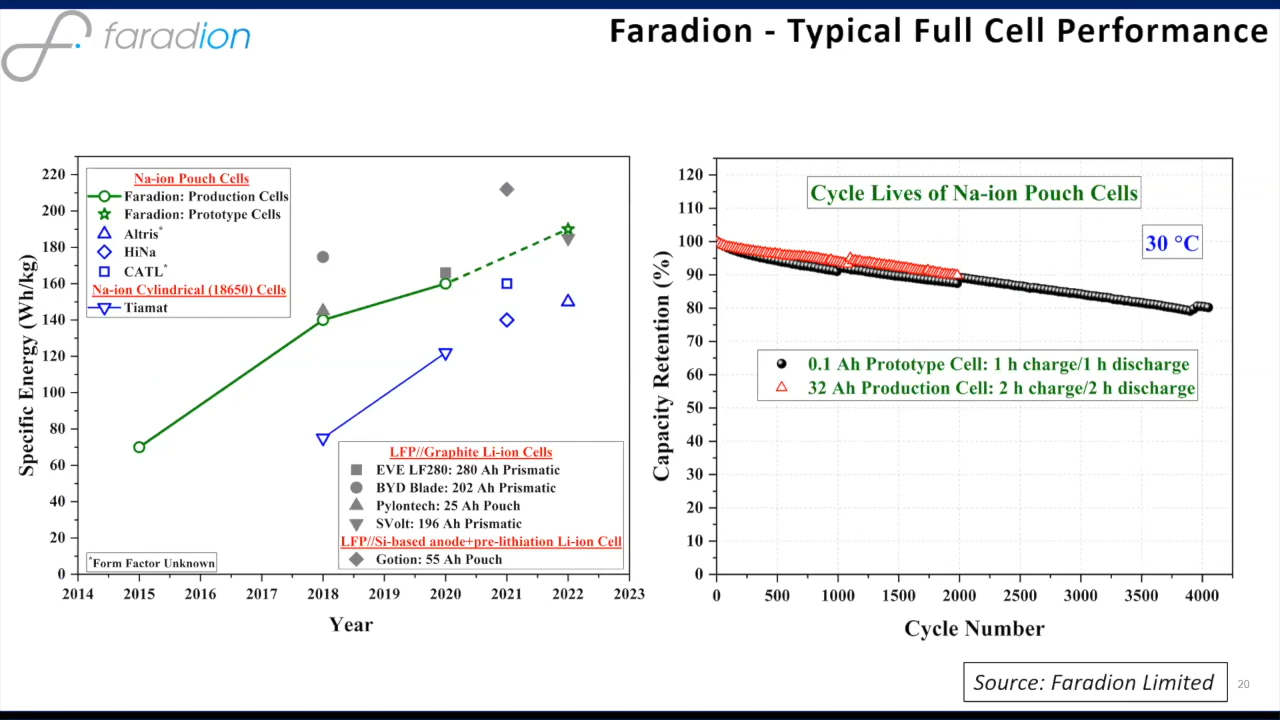 faradion
Faradion - Typical Full Cell Performance
Specific Energy (Wh/kg)
220
200
180
160
140
120
100
80
60
40
20
0
Na-ion Pouch Cells
Faradion: Production Cells
Faradion: Prototype Cells
Altris*
HiNa
CATL*
Na-ion Cylindrical (18650) Cells
Tiamat
LFP//Graphite Li-ion Cells
EVE LF280: 280 Ah Prismatic
BYD Blade: 202 Ah Prismatic
Pylontech: 25 Ah Pouch
SVolt: 196 Ah Prismatic
LFP//Si-based anode+pre-lithiation Li-ion Cell
Gotion: 55 Ah Pouch
*Form Factor Unknown
2014 2015 2016 2017 2018 2019 2020 2021 2022 2023
Year
Capacity Retention (%)
120
110
100
90
80
70
60
50
40
30
20
10
0
Cycle Lives of Na-ion Pouch Cells
30 °C
0.1 Ah Prototype Cell: 1 h charge/1 h discharge
32 Ah Production Cell: 2 h charge/2 h discharge
0 500 1000 1500 2000 2500 3000 3500 4000
Cycle Number
Source: Faradion Limited
20